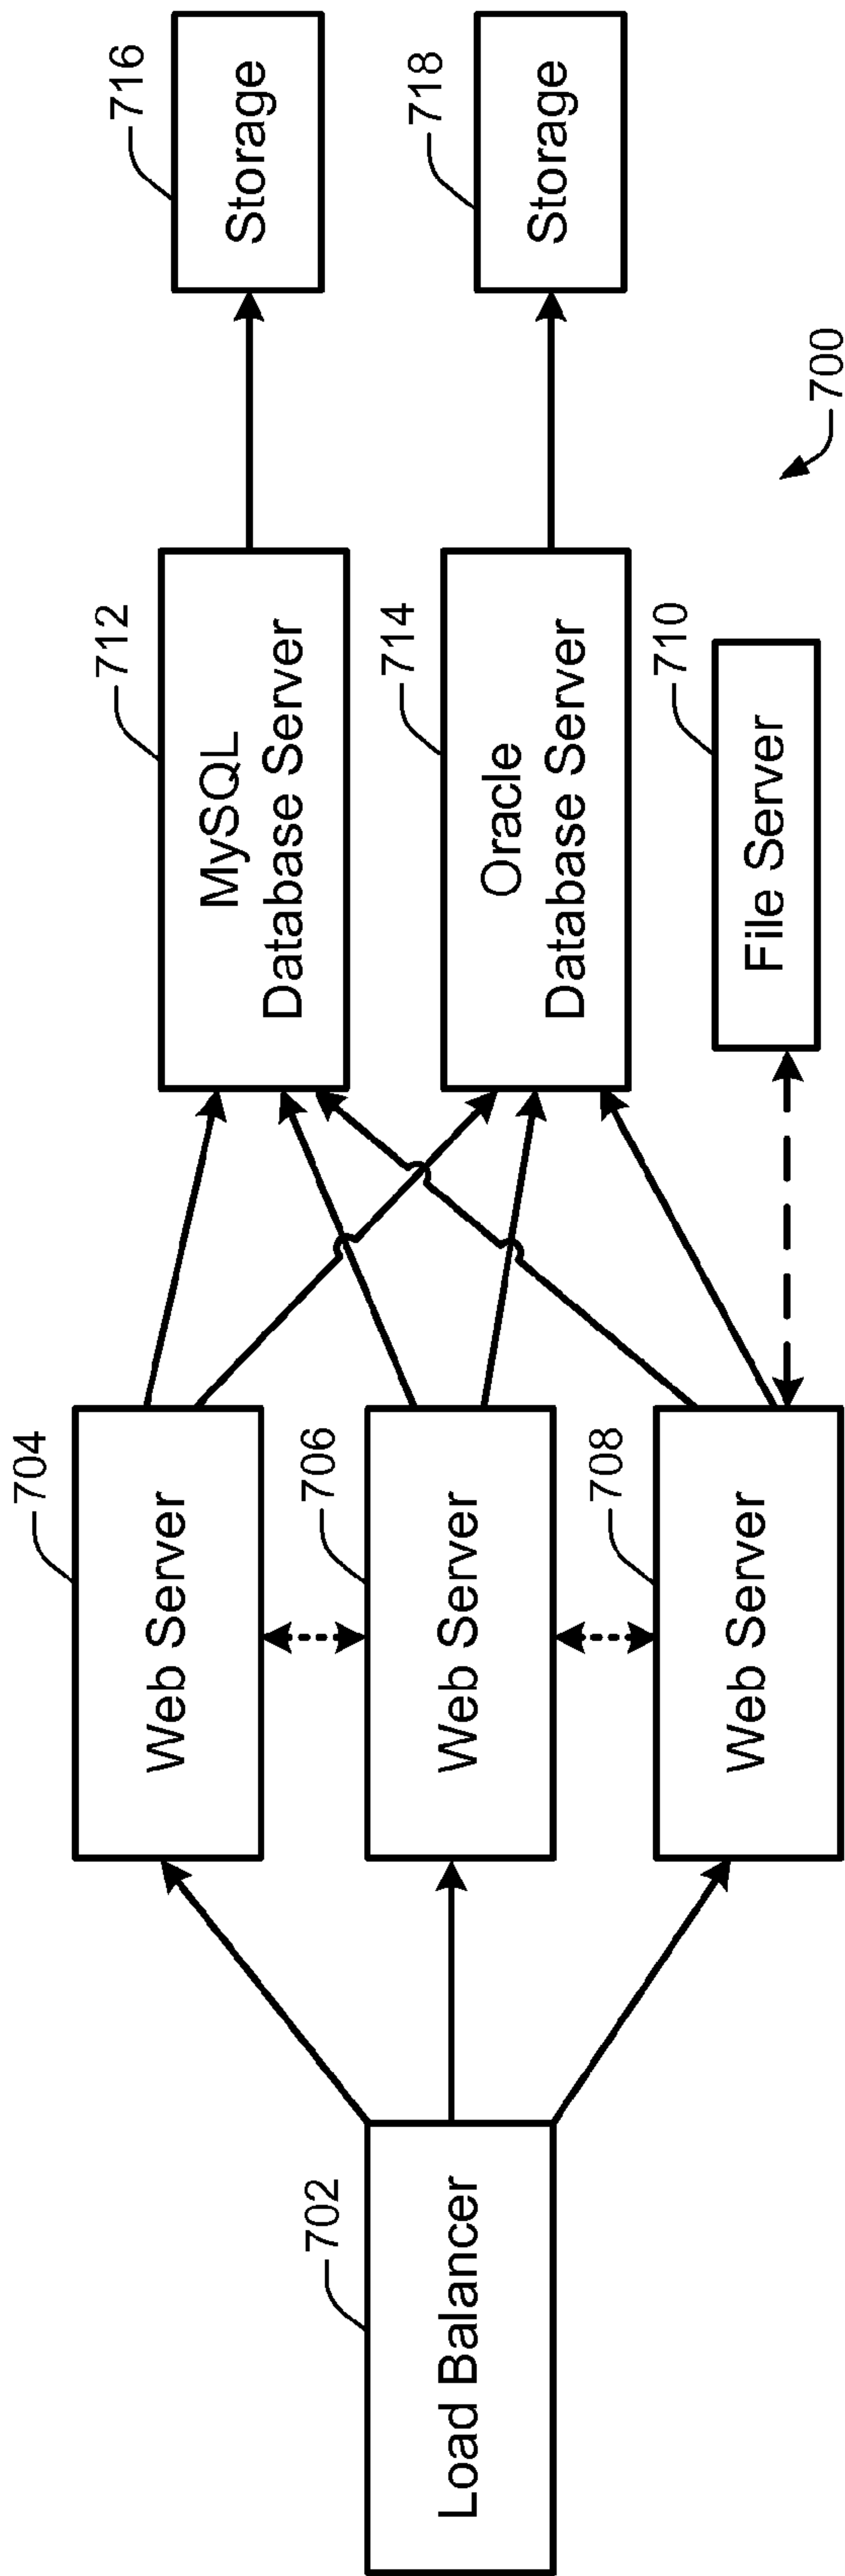 702
Load Balancer
704
Web Server
706
Web Server
708
Web Server
712
MySQL
Database Server
714
Oracle
Database Server
710
File Server
716
Storage
718
Storage
700